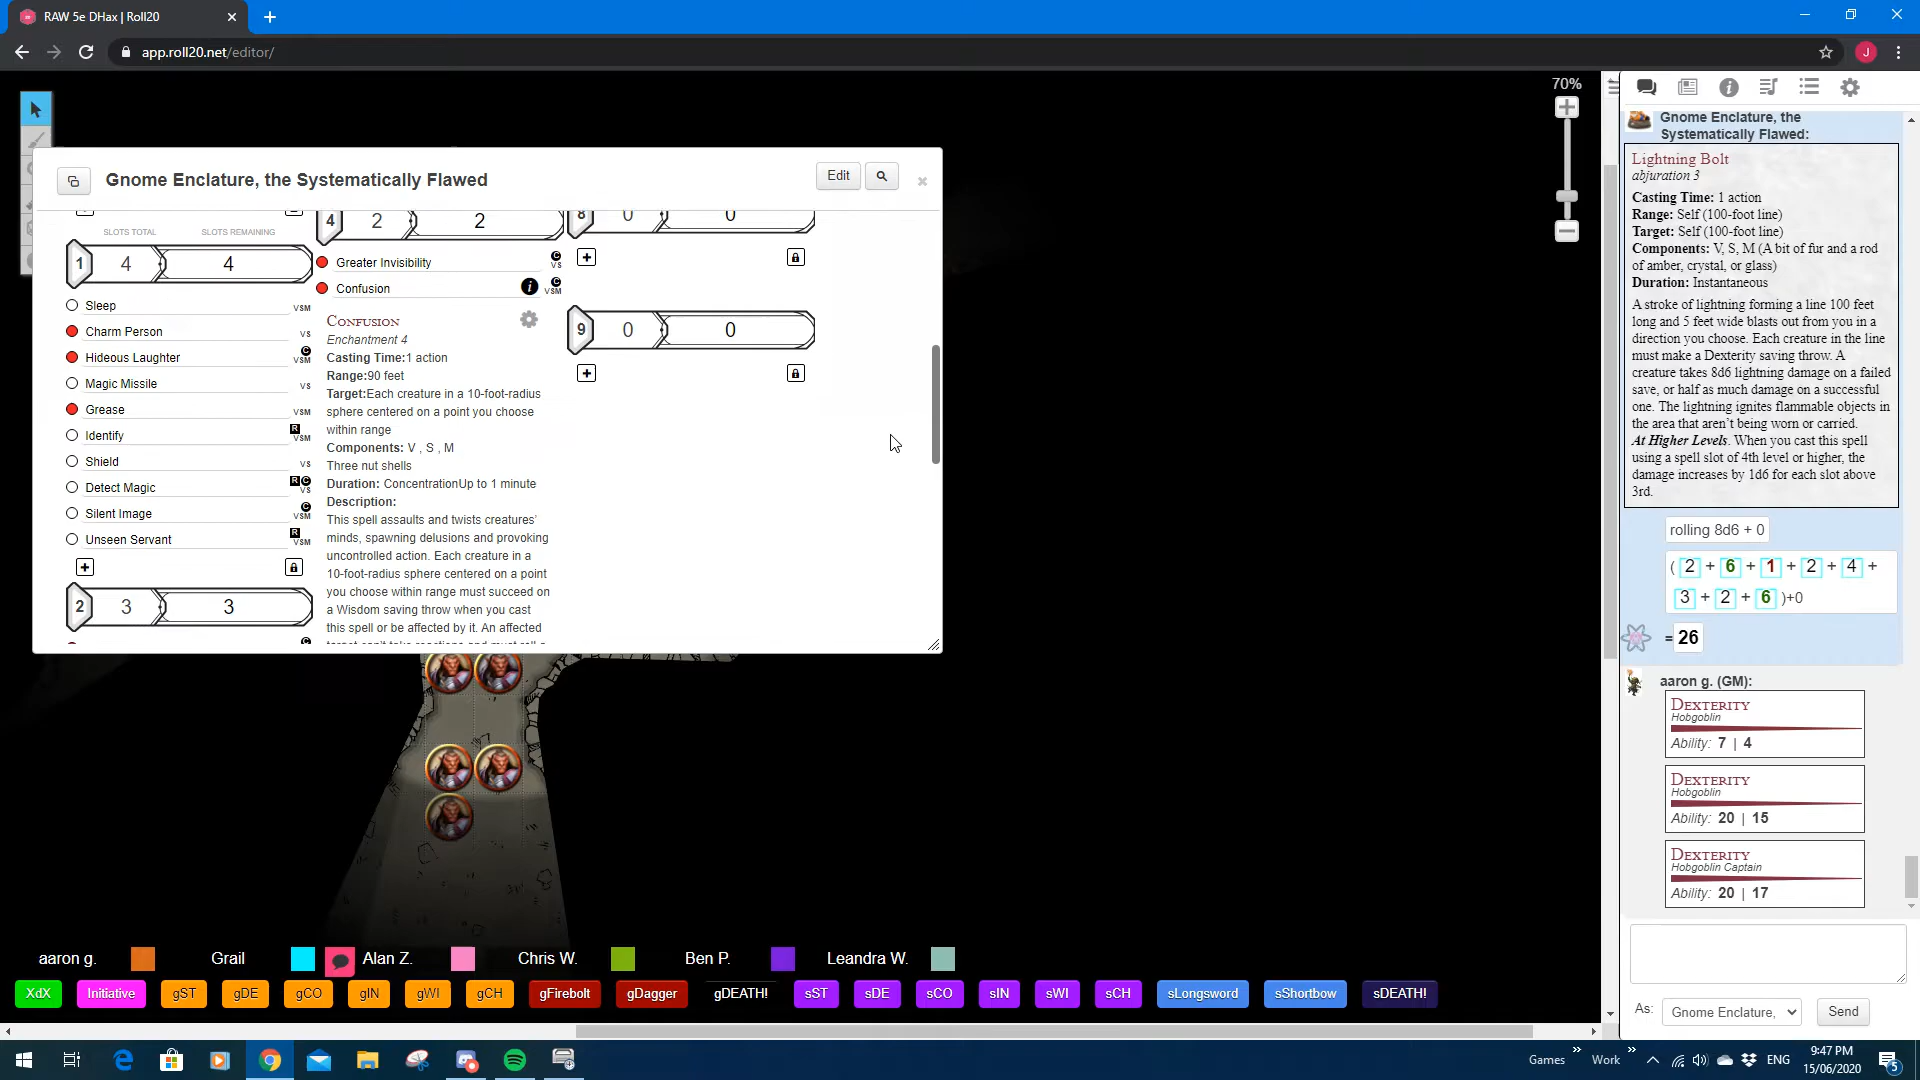 RAW 5e DHax | Roll20
app.roll20.net/editor/
J
70%
Gnome Enclature, the Systematically Flawed
Edit
SLOTS TOTAL
SLOTS REMAINING
1
4
4
Sleep
VSM
Charm Person
VS
Hideous Laughter
C
VSM
Magic Missile
VS
Grease
VSM
Identify
R
VSM
Shield
VS
Detect Magic
R C
VS
Silent Image
C
VSM
Unseen Servant
R
VSM
2
3
3
4
2
2
Greater Invisibility
C
VS
Confusion
i
C
VSM
CONFUSION
Enchantment 4
Casting Time:1 action
Range:90 feet
Target:Each creature in a 10-foot-radius
sphere centered on a point you choose
within range
Components: V , S , M
Three nut shells
Duration: ConcentrationUp to 1 minute
Description:
This spell assaults and twists creatures'
minds, spawning delusions and provoking
uncontrolled action. Each creature in a
10-foot-radius sphere centered on a point
you choose within range must succeed on
a Wisdom saving throw when you cast
this spell or be affected by it. An affected
8
0
0
9
0
0
Gnome Enclature, the
Systematically Flawed:
Lightning Bolt
abjuration 3
Casting Time: 1 action
Range: Self (100-foot line)
Target: Self (100-foot line)
Components: V, S, M (A bit of fur and a rod
of amber, crystal, or glass)
Duration: Instantaneous
A stroke of lightning forming a line 100 feet
long and 5 feet wide blasts out from you in a
direction you choose. Each creature in the line
must make a Dexterity saving throw. A
creature takes 8d6 lightning damage on a failed
save, or half as much damage on a successful
one. The lightning ignites flammable objects in
the area that aren't being worn or carried.
At Higher Levels. When you cast this spell
using a spell slot of 4th level or higher, the
damage increases by 1d6 for each slot above
3rd.
rolling 8d6 + 0
( 2 + 6 + 1 + 2 + 4 +
3 + 2 + 6 )+0
= 26
aaron g. (GM):
DEXTERITY
Hobgoblin
Ability: 7 | 4
DEXTERITY
Hobgoblin
Ability: 20 | 15
DEXTERITY
Hobgoblin Captain
Ability: 20 | 17
As: Gnome Enclature,
Send
aaron g.
Grail
Alan Z.
Chris W.
Ben P.
Leandra W.
XdX
Initiative
gST
gDE
gCO
gIN
gWI
gCH
gFirebolt
gDagger
gDEATH!
sST
sDE
sCO
sIN
sWI
sCH
sLongsword
sShortbow
sDEATH!
Games
Work
ENG
9:47 PM
15/06/2020
5